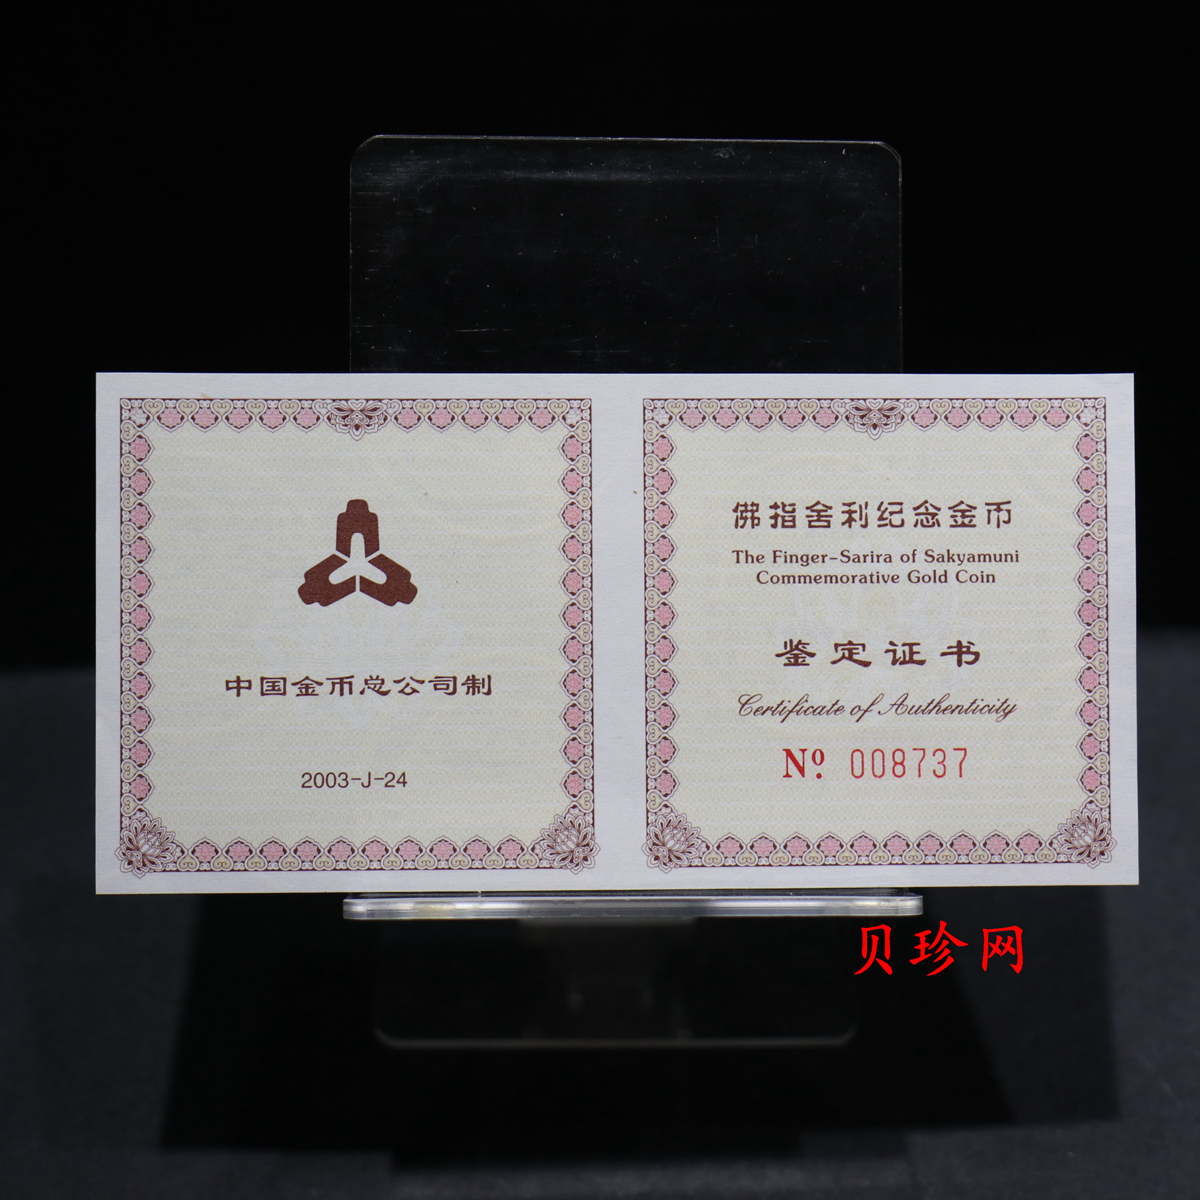 中国金币总公司制
2003-J-24
佛指舍利纪念金币
The Finger-Sarira of Sakyamuni
Commemorative Gold Coin
鉴定证书
Certificate of Authenticity
Nº. 008737
贝珍网